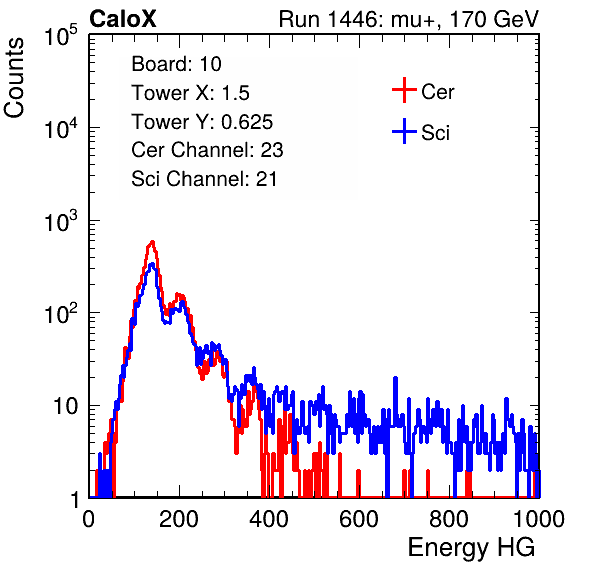 CaloX Run 1446: mu+, 170 GeV
Counts
Board: 10
Tower X: 1.5
Tower Y: 0.625
Cer Channel: 23
Sci Channel: 21
Cer
Sci
10^5
10^4
10^3
10^2
10
1
0 200 400 600 800 1000
Energy HG